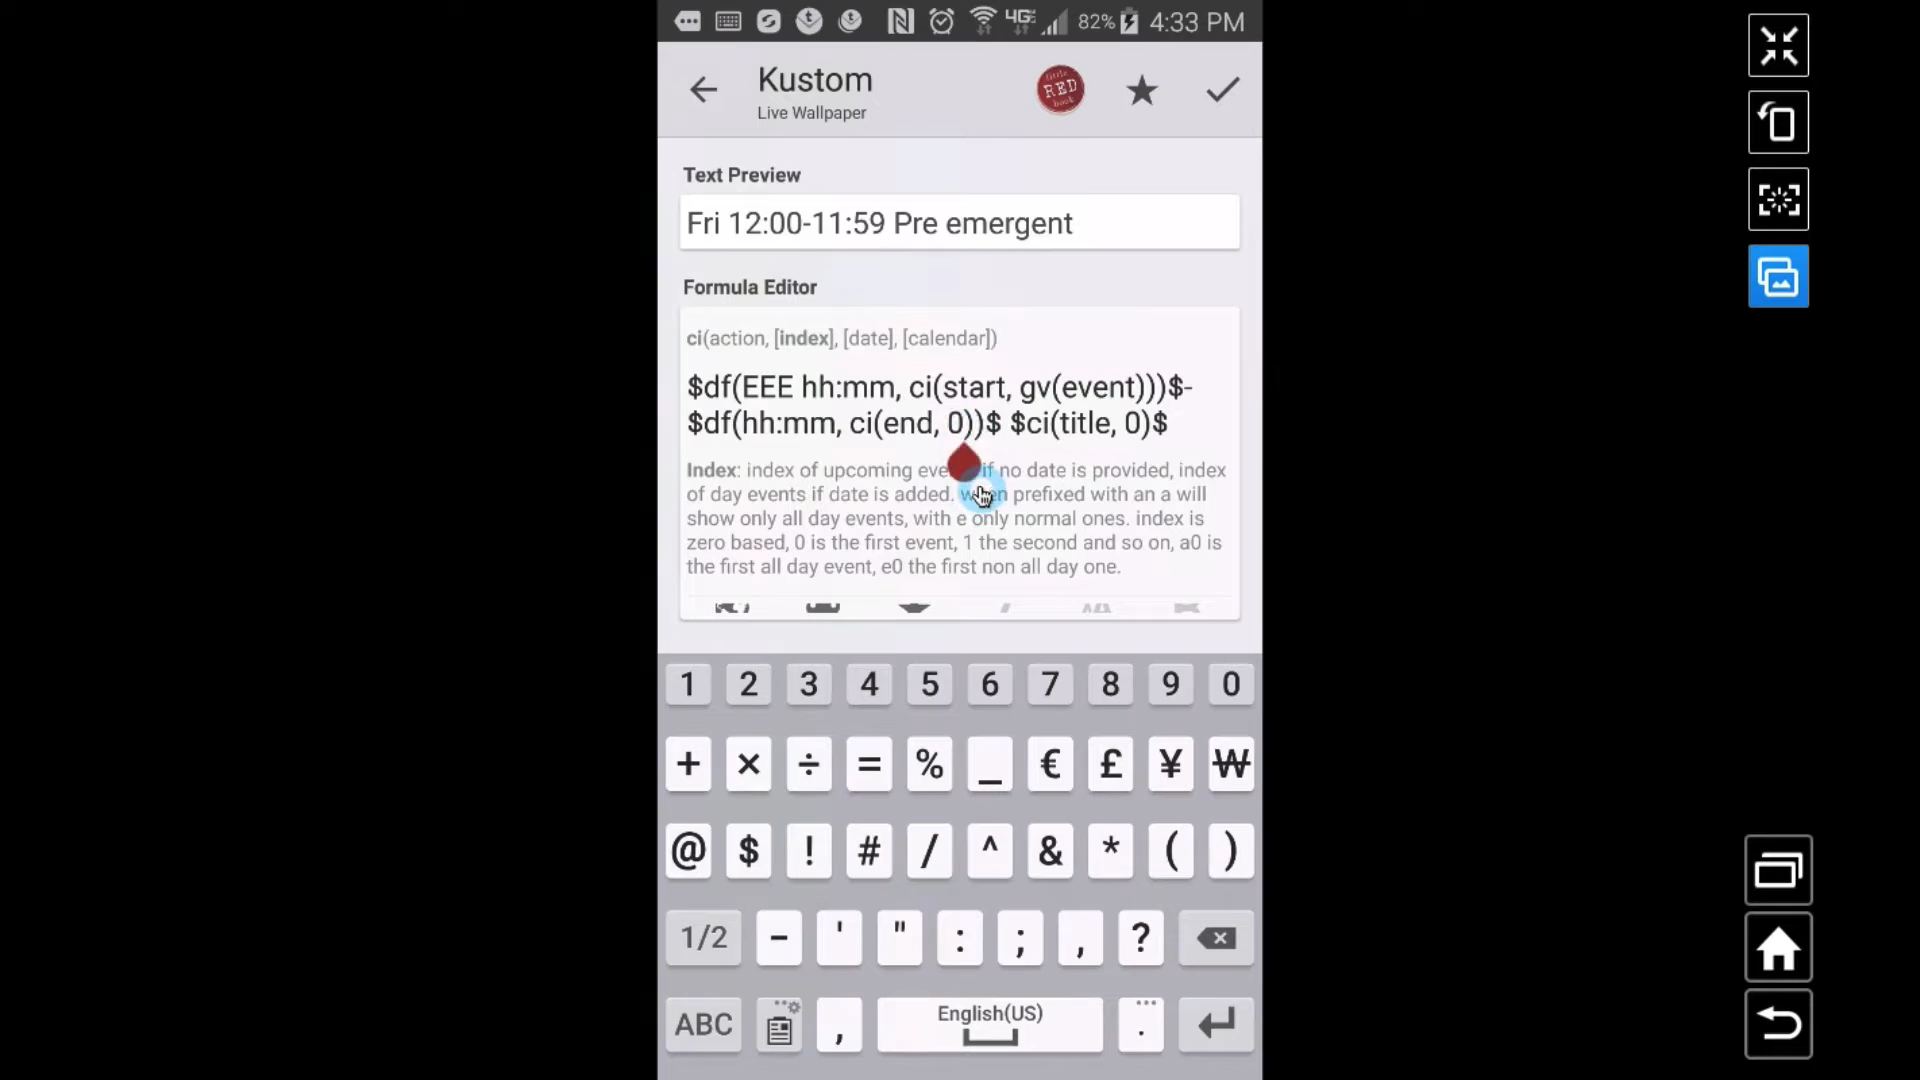 4G 82% 4:33 PM
Kustom
Live Wallpaper
little RED book
Text Preview
Fri 12:00-11:59 Pre emergent
Formula Editor
ci(action, [index], [date], [calendar])
$df(EEE hh:mm, ci(start, gv(event)))$-
$df(hh:mm, ci(end, 0))$ $ci(title, 0)$
Index: index of upcoming eve if no date is provided, index
of day events if date is added. when prefixed with an a will
show only all day events, with e only normal ones. index is
zero based, 0 is the first event, 1 the second and so on, a0 is
the first all day event, e0 the first non all day one.
1 2 3 4 5 6 7 8 9 0
+ × ÷ = % _ € £ ¥ ₩
@ $ ! # / ^ & * ( )
1/2 - ' " : ; , ?
ABC , English(US) .